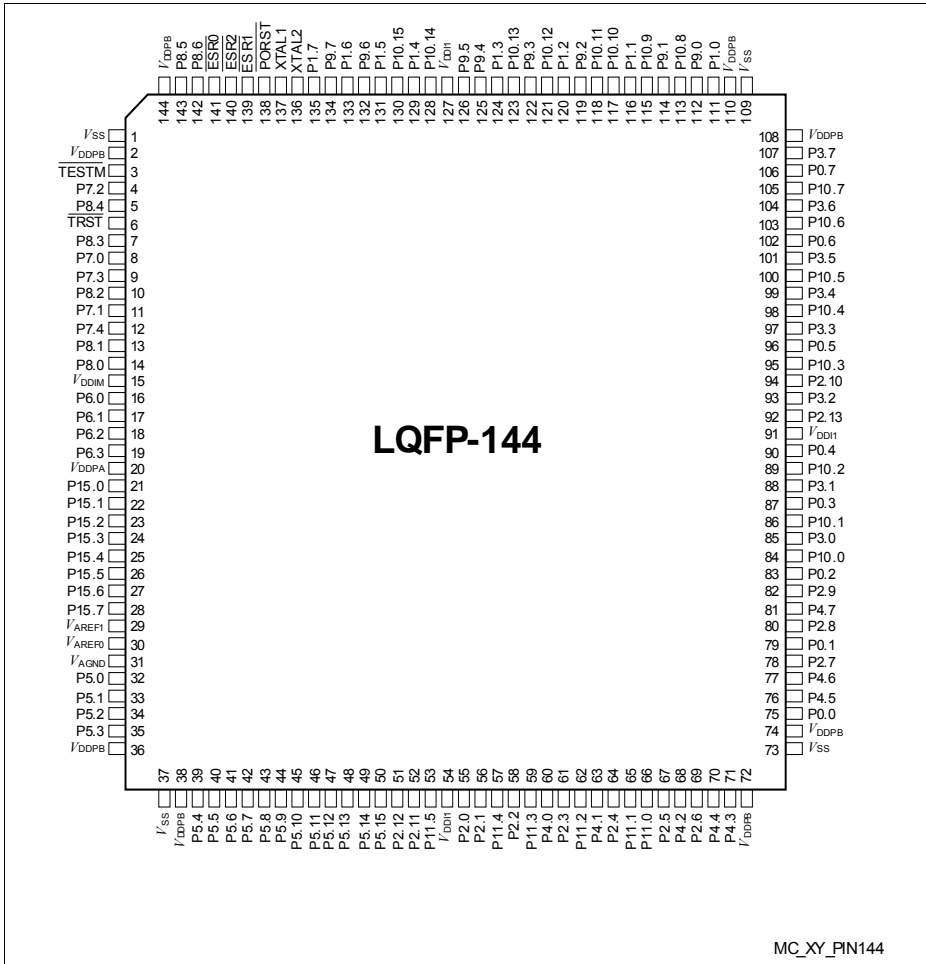 VDDPB P8.5 P8.6 ESR0 ESR2 ESR1 PORST XTAL1 XTAL2 P1.7 P9.7 P1.6 P9.6 P1.5 P10.15 P1.4 P10.14 VDDI1 P9.5 P9.4 P1.3 P10.13 P9.3 P10.12 P1.2 P9.2 P10.11 P10.10 P1.1 P10.9 P9.1 P10.8 P9.0 P1.0 VDDPB VSS
144 143 142 141 140 139 138 137 136 135 134 133 132 131 130 129 128 127 126 125 124 123 122 121 120 119 118 117 116 115 114 113 112 111 110 109
VSS 1
VDDPB 2
TESTM 3
P7.2 4
P8.4 5
TRST 6
P8.3 7
P7.0 8
P7.3 9
P8.2 10
P7.1 11
P7.4 12
P8.1 13
P8.0 14
VDDIM 15
P6.0 16
P6.1 17
P6.2 18
P6.3 19
VDDPA 20
P15.0 21
P15.1 22
P15.2 23
P15.3 24
P15.4 25
P15.5 26
P15.6 27
P15.7 28
VAREF1 29
VAREF0 30
VAGND 31
P5.0 32
P5.1 33
P5.2 34
P5.3 35
VDDPB 36
LQFP-144
108 VDDPB
107 P3.7
106 P0.7
105 P10.7
104 P3.6
103 P10.6
102 P0.6
101 P3.5
100 P10.5
99 P3.4
98 P10.4
97 P3.3
96 P0.5
95 P10.3
94 P2.10
93 P3.2
92 P2.13
91 VDDI1
90 P0.4
89 P10.2
88 P3.1
87 P0.3
86 P10.1
85 P3.0
84 P10.0
83 P0.2
82 P2.9
81 P4.7
80 P2.8
79 P0.1
78 P2.7
77 P4.6
76 P4.5
75 P0.0
74 VDDPB
73 VSS
37 38 39 40 41 42 43 44 45 46 47 48 49 50 51 52 53 54 55 56 57 58 59 60 61 62 63 64 65 66 67 68 69 70 71 72
VSS VDDPB P5.4 P5.5 P5.6 P5.7 P5.8 P5.9 P5.10 P5.11 P5.12 P5.13 P5.14 P5.15 P2.12 P2.11 P11.5 VDDI1 P2.0 P2.1 P11.4 P2.2 P11.3 P4.0 P2.3 P11.2 P4.1 P2.4 P11.1 P11.0 P2.5 P4.2 P2.6 P4.4 P4.3 VDDPB
MC_XY_PIN144